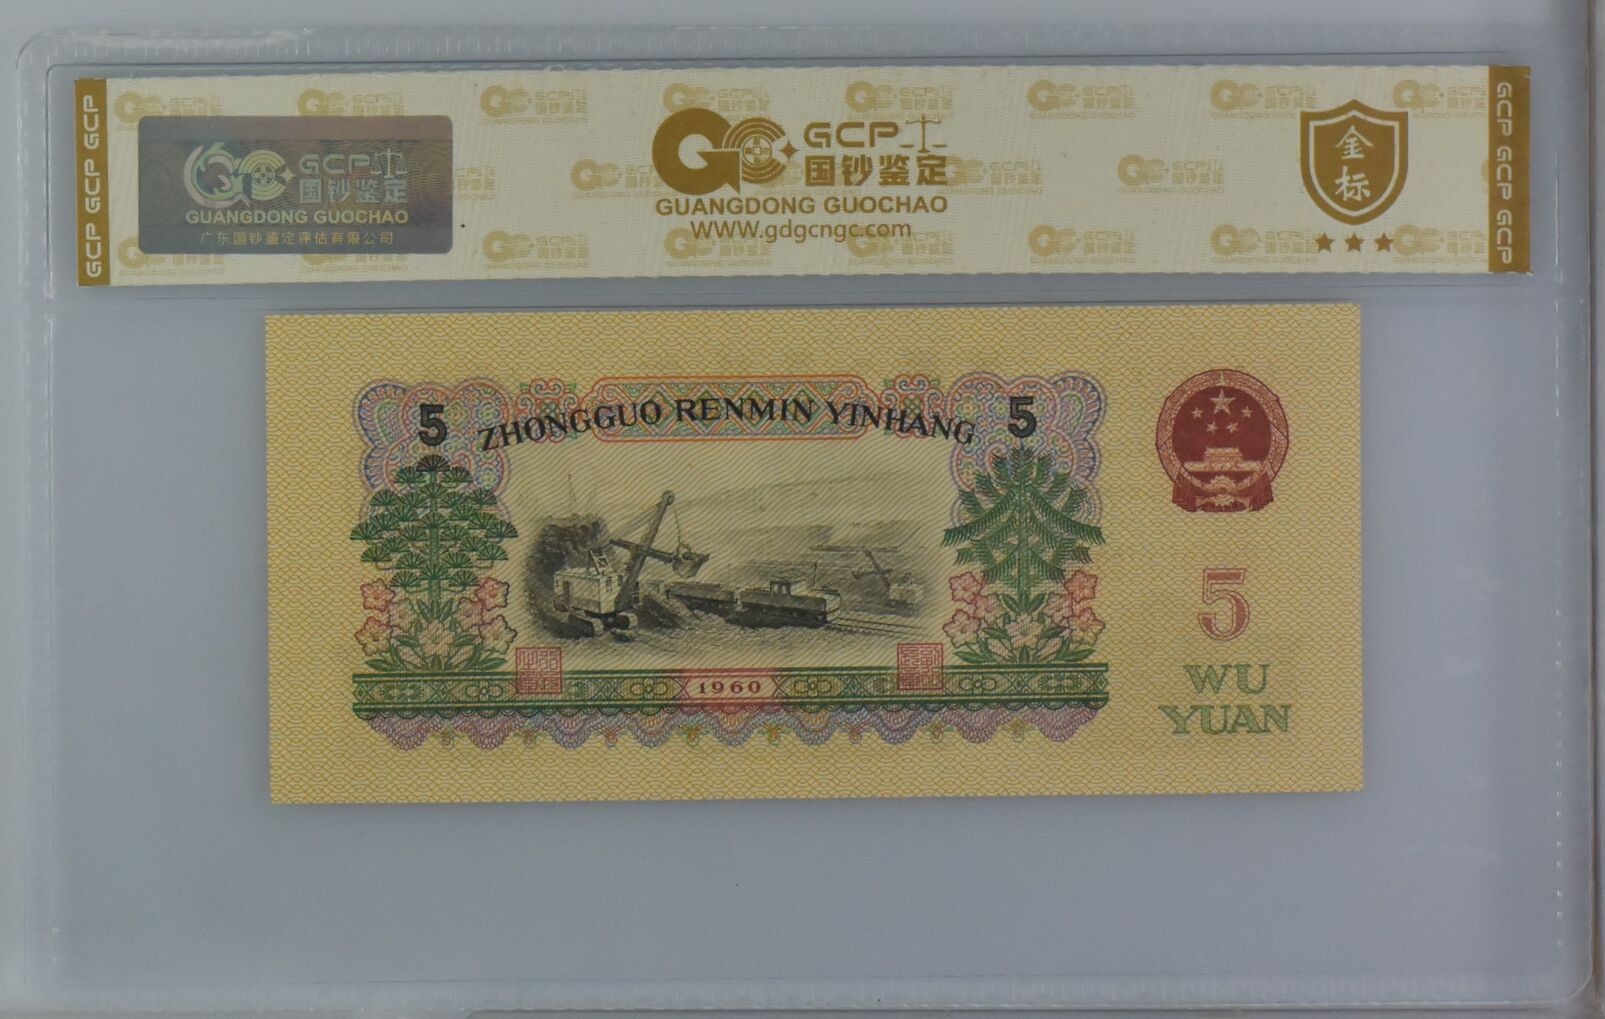 GCP GCP GCP
GCP
国钞鉴定
GUANGDONG GUOCHAO
广东国钞鉴定评估有限公司
GCP
国钞鉴定
GUANGDONG GUOCHAO
WWW.gdgcngc.com
金
标
GCP GCP GCP
5 ZHONGGUO RENMIN YINHANG 5
1960
5
WU
YUAN